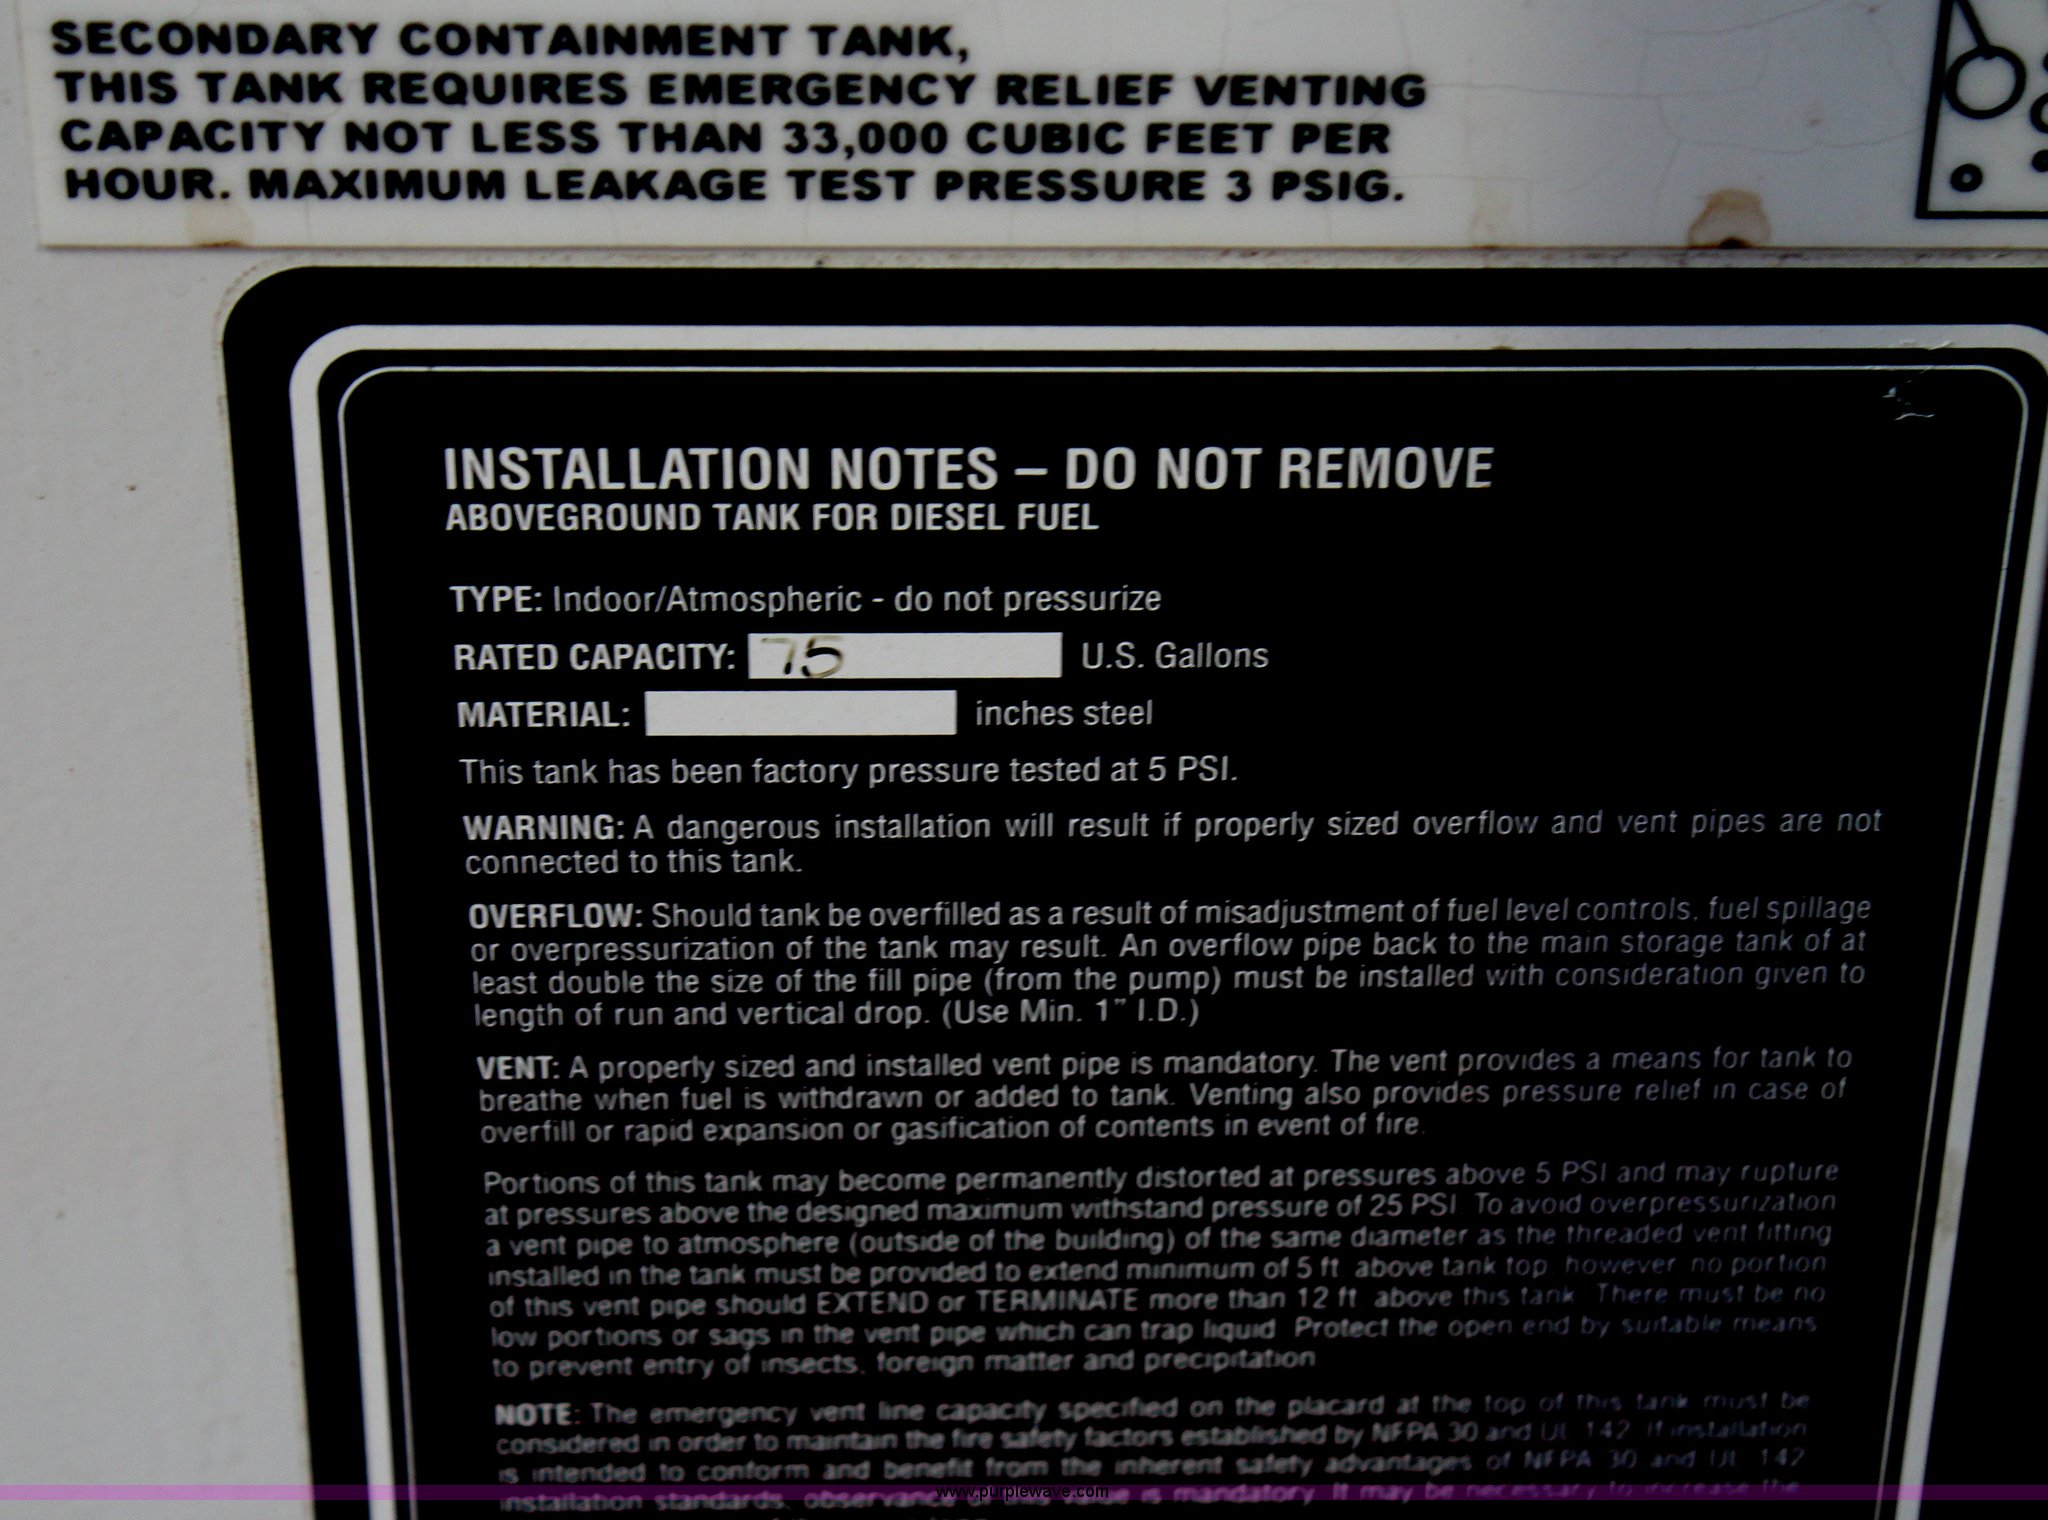 SECONDARY CONTAINMENT TANK,
THIS TANK REQUIRES EMERGENCY RELIEF VENTING
CAPACITY NOT LESS THAN 33,000 CUBIC FEET PER
HOUR. MAXIMUM LEAKAGE TEST PRESSURE 3 PSIG.
INSTALLATION NOTES – DO NOT REMOVE
ABOVEGROUND TANK FOR DIESEL FUEL
TYPE: Indoor/Atmospheric - do not pressurize
RATED CAPACITY: 75 U.S. Gallons
MATERIAL: inches steel
This tank has been factory pressure tested at 5 PSI.
WARNING: A dangerous installation will result if properly sized overflow and vent pipes are not
connected to this tank.
OVERFLOW: Should tank be overfilled as a result of misadjustment of fuel level controls, fuel spillage
or overpressurization of the tank may result. An overflow pipe back to the main storage tank of at
least double the size of the fill pipe (from the pump) must be installed with consideration given to
length of run and vertical drop. (Use Min. 1" I.D.)
VENT: A properly sized and installed vent pipe is mandatory. The vent provides a means for tank to
breathe when fuel is withdrawn or added to tank. Venting also provides pressure relief in case of
overfill or rapid expansion or gasification of contents in event of fire.
Portions of this tank may become permanently distorted at pressures above 5 PSI and may rupture
at pressures above the designed maximum withstand pressure of 25 PSI. To avoid overpressurization
a vent pipe to atmosphere (outside of the building) of the same diameter as the threaded vent fitting
installed in the tank must be provided to extend minimum of 5 ft. above tank top, however no portion
of this vent pipe should EXTEND or TERMINATE more than 12 ft. above this tank. There must be no
low portions or sags in the vent pipe which can trap liquid. Protect the open end by suitable means
to prevent entry of insects, foreign matter and precipitation.
NOTE: The emergency vent line capacity specified on the placard at the top of this tank must be
considered in order to maintain the fire safety factors established by NFPA 30 and UL 142. If installation
is intended to conform and benefit from the inherent safety advantages of NFPA 30 and UL 142
installation standards, observance is mandatory. It may be necessary to increase the
www.purplewave.com